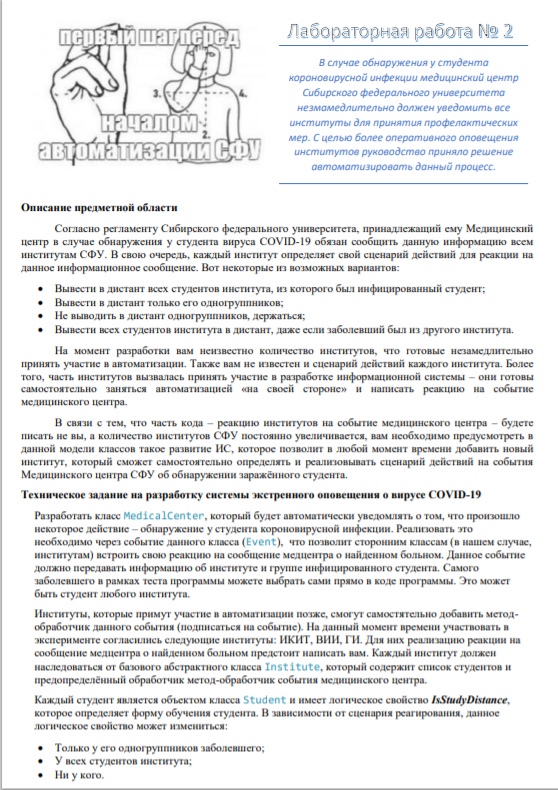 первый шаг перед
3.
4.
2.
началом
автоматизации СФУ
Лабораторная работа № 2
В случае обнаружения у студента
короновирусной инфекции медицинский центр
Сибирского федерального университета
незмамедлительно должен уведомить все
институты для принятия профелактических
мер. С целью более оперативного оповещения
институтов руководство приняло решение
автоматизировать данный процесс.
Описание предметной области
Согласно регламенту Сибирского федерального университета, принадлежащий ему Медицинский
центр в случае обнаружения у студента вируса COVID-19 обязан сообщить данную информацию всем
институтам СФУ. В свою очередь, каждый институт определяет свой сценарий действий для реакции на
данное информационное сообщение. Вот некоторые из возможных вариантов:
• Вывести в дистант всех студентов института, из которого был инфицированный студент;
• Вывести в дистант только его одногруппников;
• Не выводить в дистант одногруппников, держаться;
• Вывести всех студентов института в дистант, даже если заболевший был из другого института.
На момент разработки вам неизвестно количество институтов, что готовые незамедлительно
принять участие в автоматизации. Также вам не известен и сценарий действий каждого института. Более
того, часть институтов вызвалась принять участие в разработке информационной системы – они готовы
самостоятельно заняться автоматизацией «на своей стороне» и написать реакцию на событие
медицинского центра.
В связи с тем, что часть кода – реакцию институтов на событие медицинского центра – будете
писать не вы, а количество институтов СФУ постоянно увеличивается, вам необходимо предусмотреть в
данной модели классов такое развитие ИС, которое позволит в любой момент времени добавить новый
институт, который сможет самостоятельно определять и реализовывать сценарий действий на события
Медицинского центра СФУ об обнаружении заражённого студента.
Техническое задание на разработку системы экстренного оповещения о вирусе COVID-19
Разработать класс MedicalCenter, который будет автоматически уведомлять о том, что произошло
некоторое действие – обнаружение у студента короновирусной инфекции. Реализовать это
необходимо через событие данного класса (Event), что позволит сторонним классам (в нашем случае,
институтам) встроить свою реакцию на сообщение медцентра о найденном больном. Данное событие
должно передавать информацию об институте и группе инфицированного студента. Самого
заболевшего в рамках теста программы можете выбрать сами прямо в коде программы. Это может
быть студент любого института.
Институты, которые примут участие в автоматизации позже, смогут самостятельно добавить метод-
обработчик данного события (подписаться на событие). На данный момент времени участвовать в
эксперименте согласились следующие институты: ИКИТ, ВИИ, ГИ. Для них реализацию реакции на
сообщение медцентра о найденном больном предстоит написать вам. Каждый институт должен
наследоваться от базового абстрактного класса Institute, который содержит список студентов и
предопределённый обработчик метод-обработчик события медицинского центра.
Каждый студент является объектом класса Student и имеет логическое свойство IsStudyDistance,
которое определяет форму обучения студента. В зависимости от сценария реагирования, данное
логическое свойство может измениться:
• Только у его одногруппников заболевшего;
• У всех студентов института;
• Ни у кого.